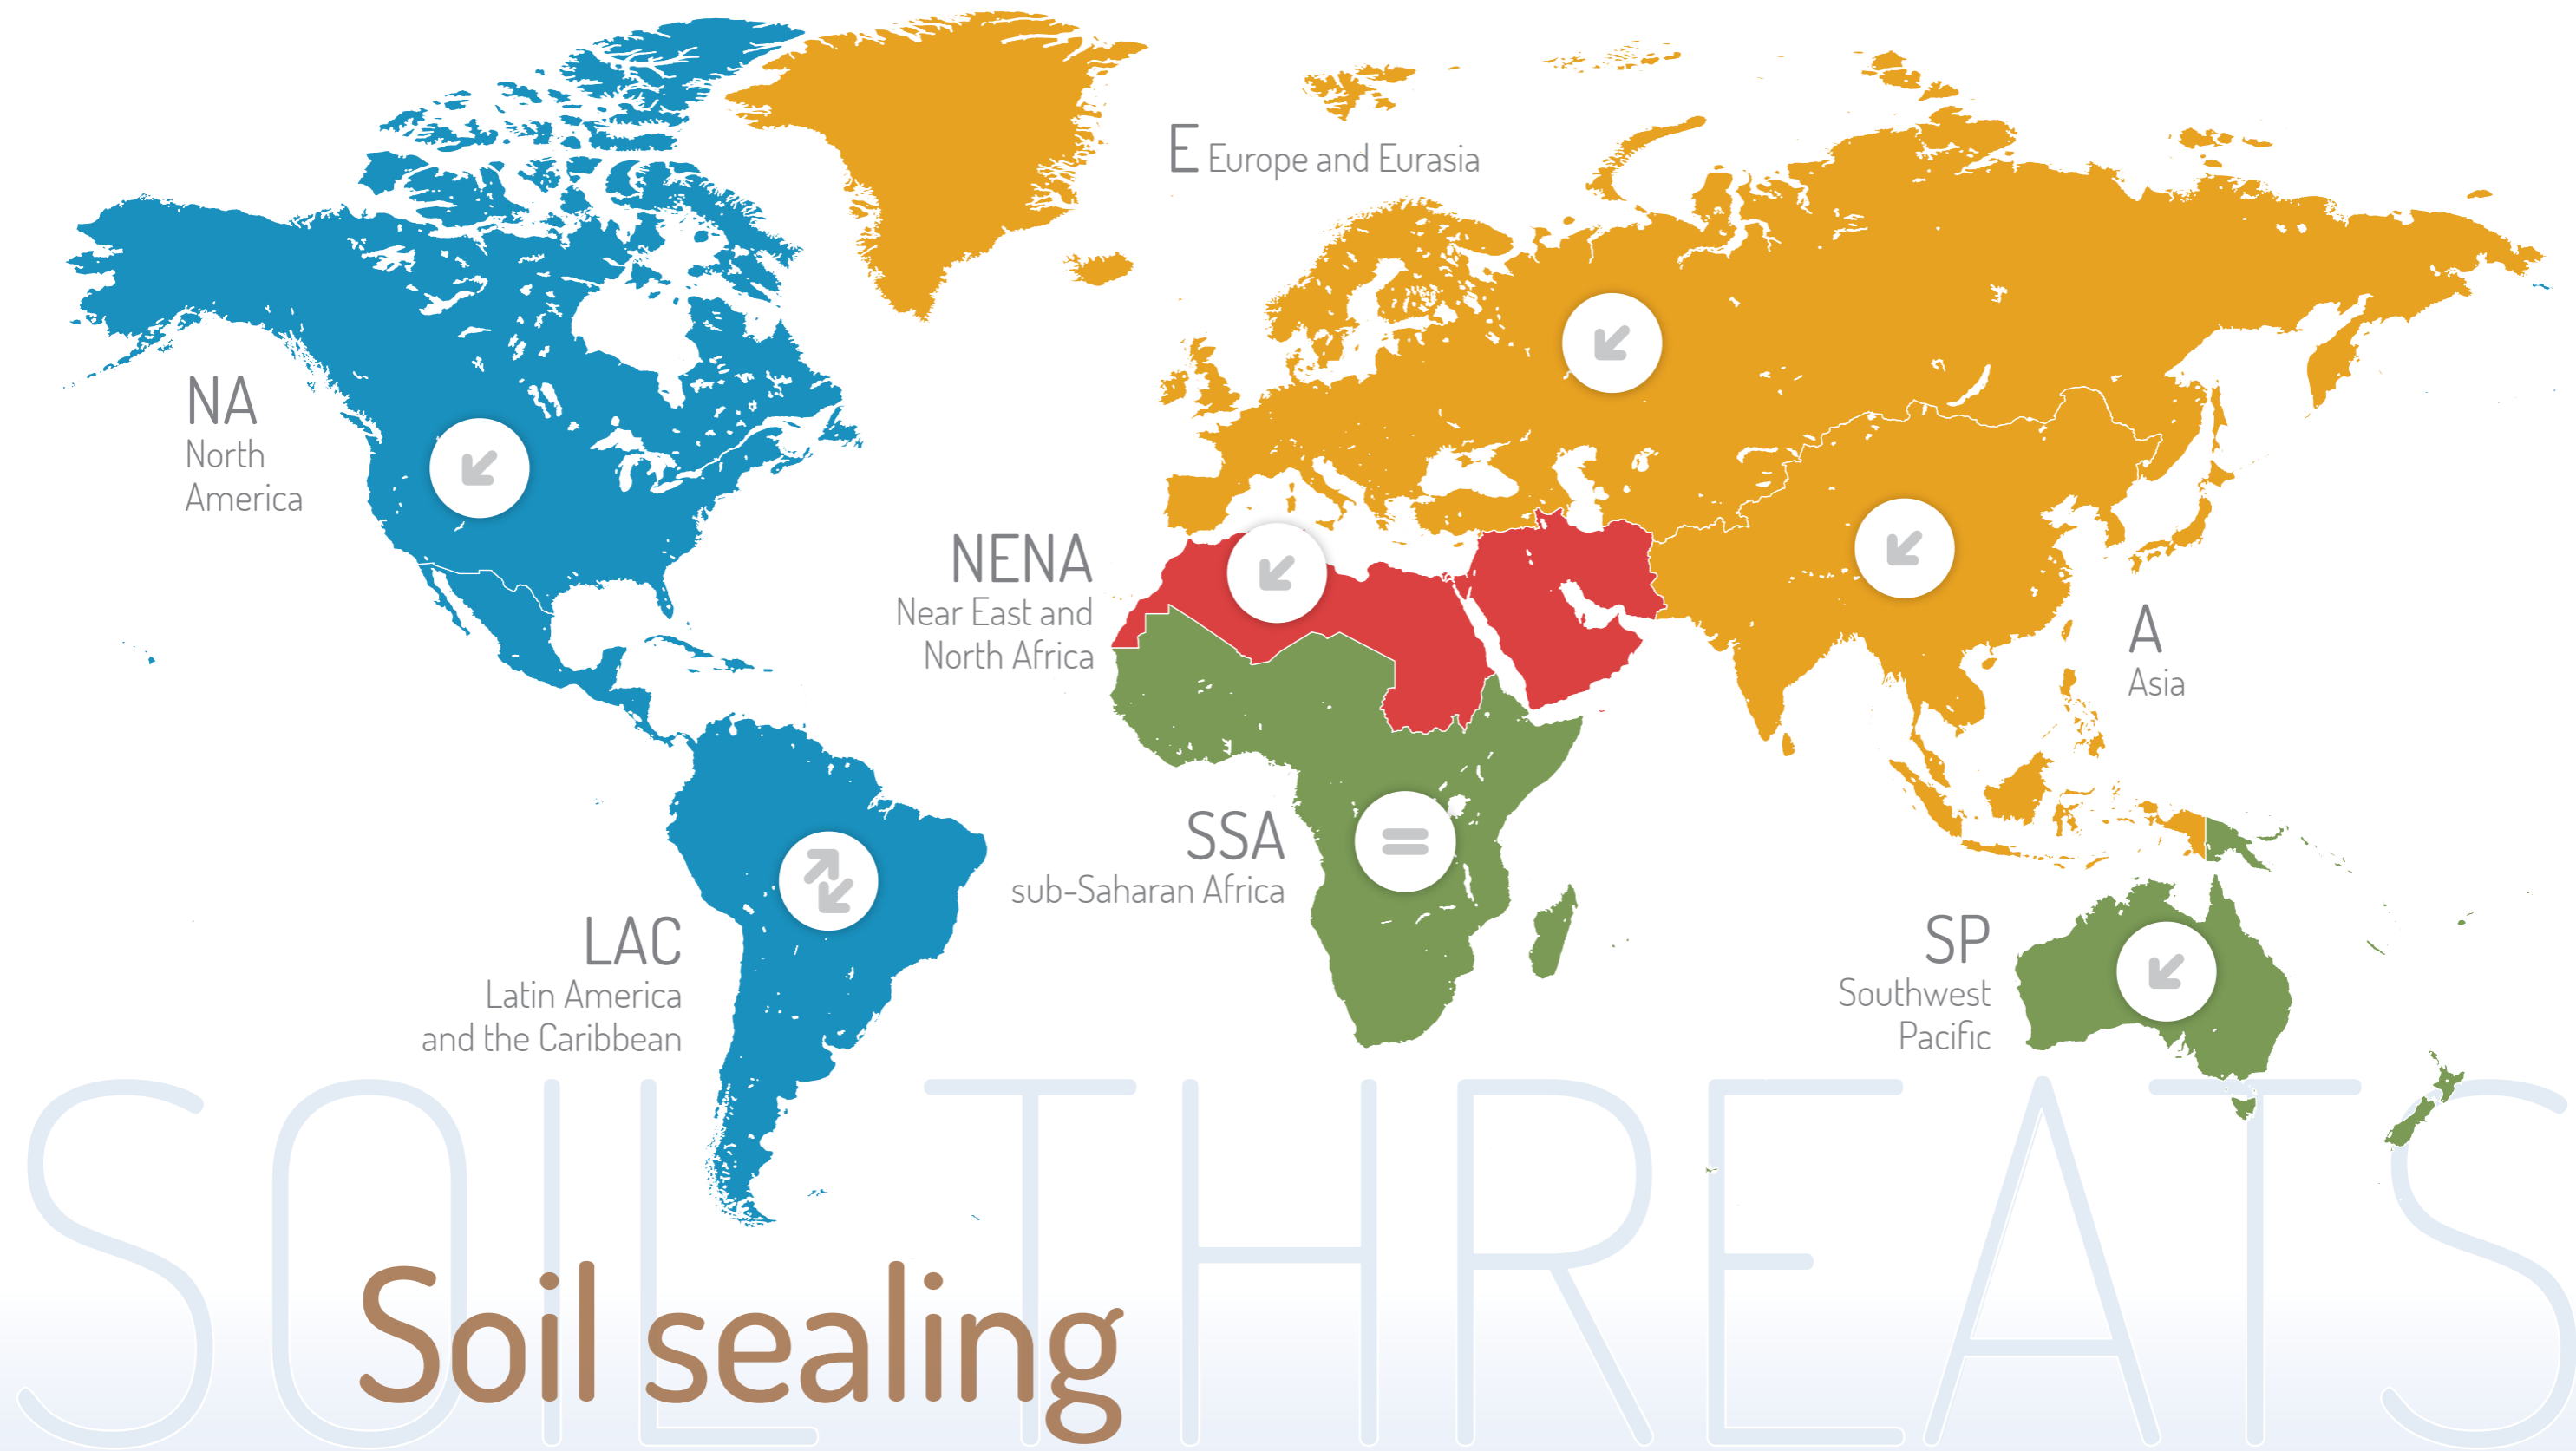 E Europe and Eurasia
NA
North
America
NENA
Near East and
North Africa
A
Asia
SSA
sub-Saharan Africa
LAC
Latin America
and the Caribbean
SP
Southwest
Pacific
SOIL THREATS
Soil sealing